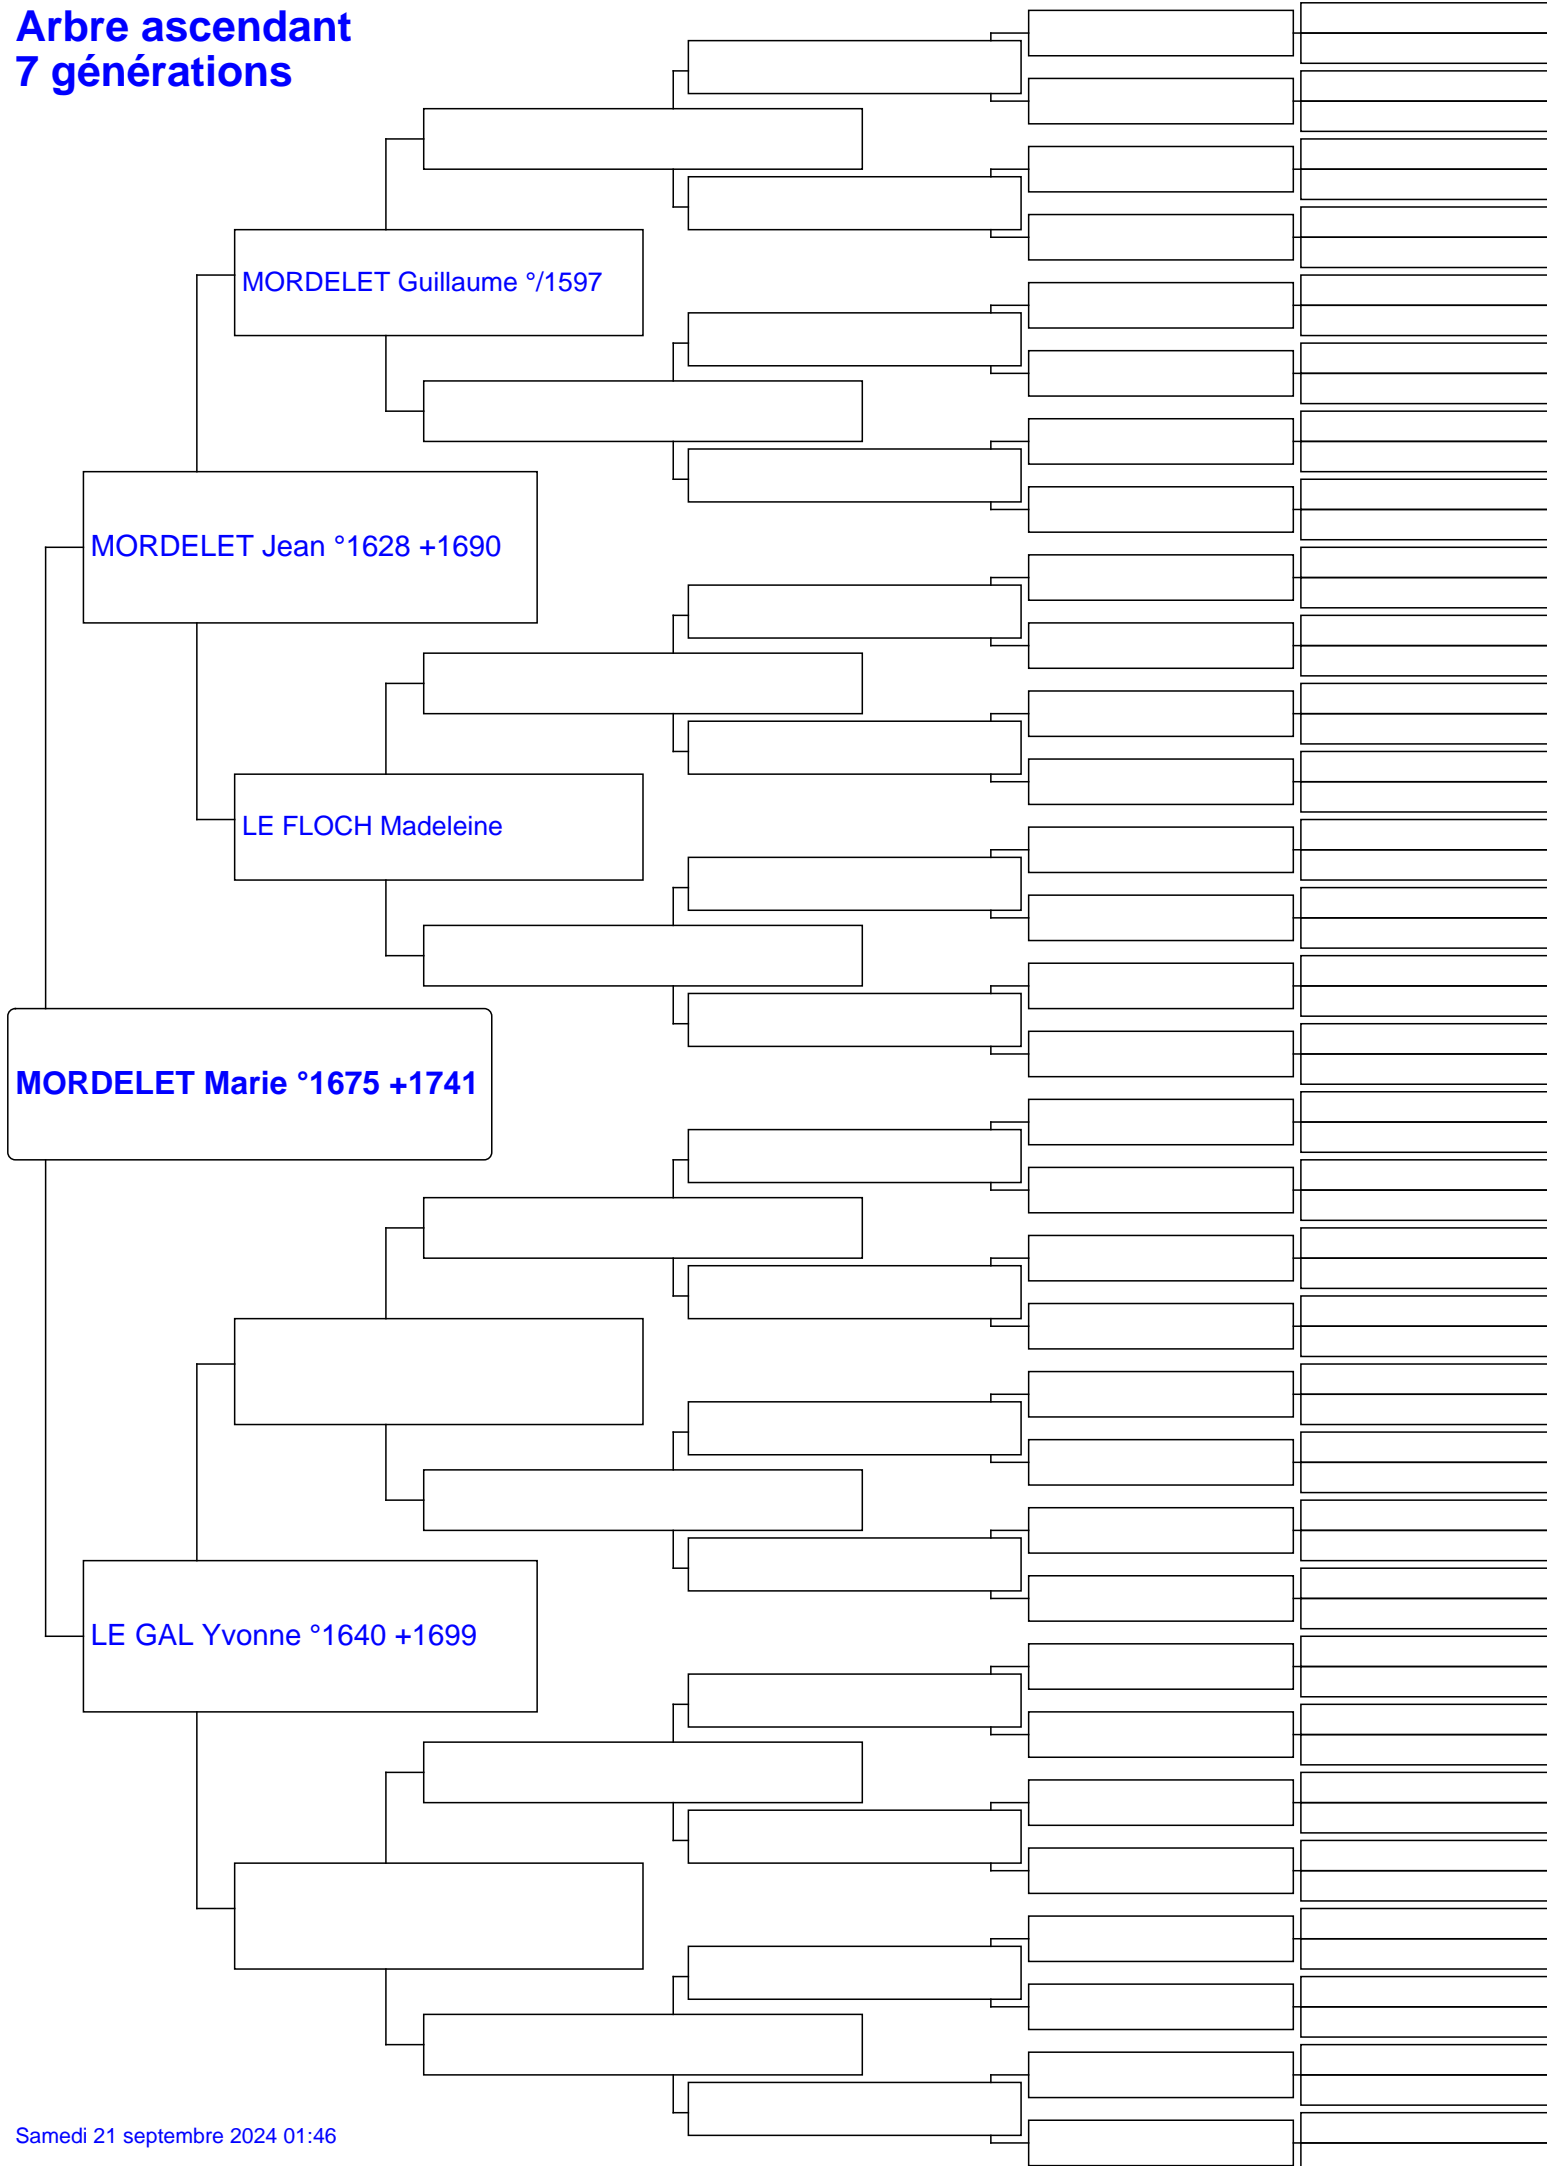 Arbre ascendant
7 générations
MORDELET Guillaume °/1597
MORDELET Jean °1628 +1690
LE FLOCH Madeleine
MORDELET Marie °1675 +1741
LE GAL Yvonne °1640 +1699
Samedi 21 septembre 2024 01:46